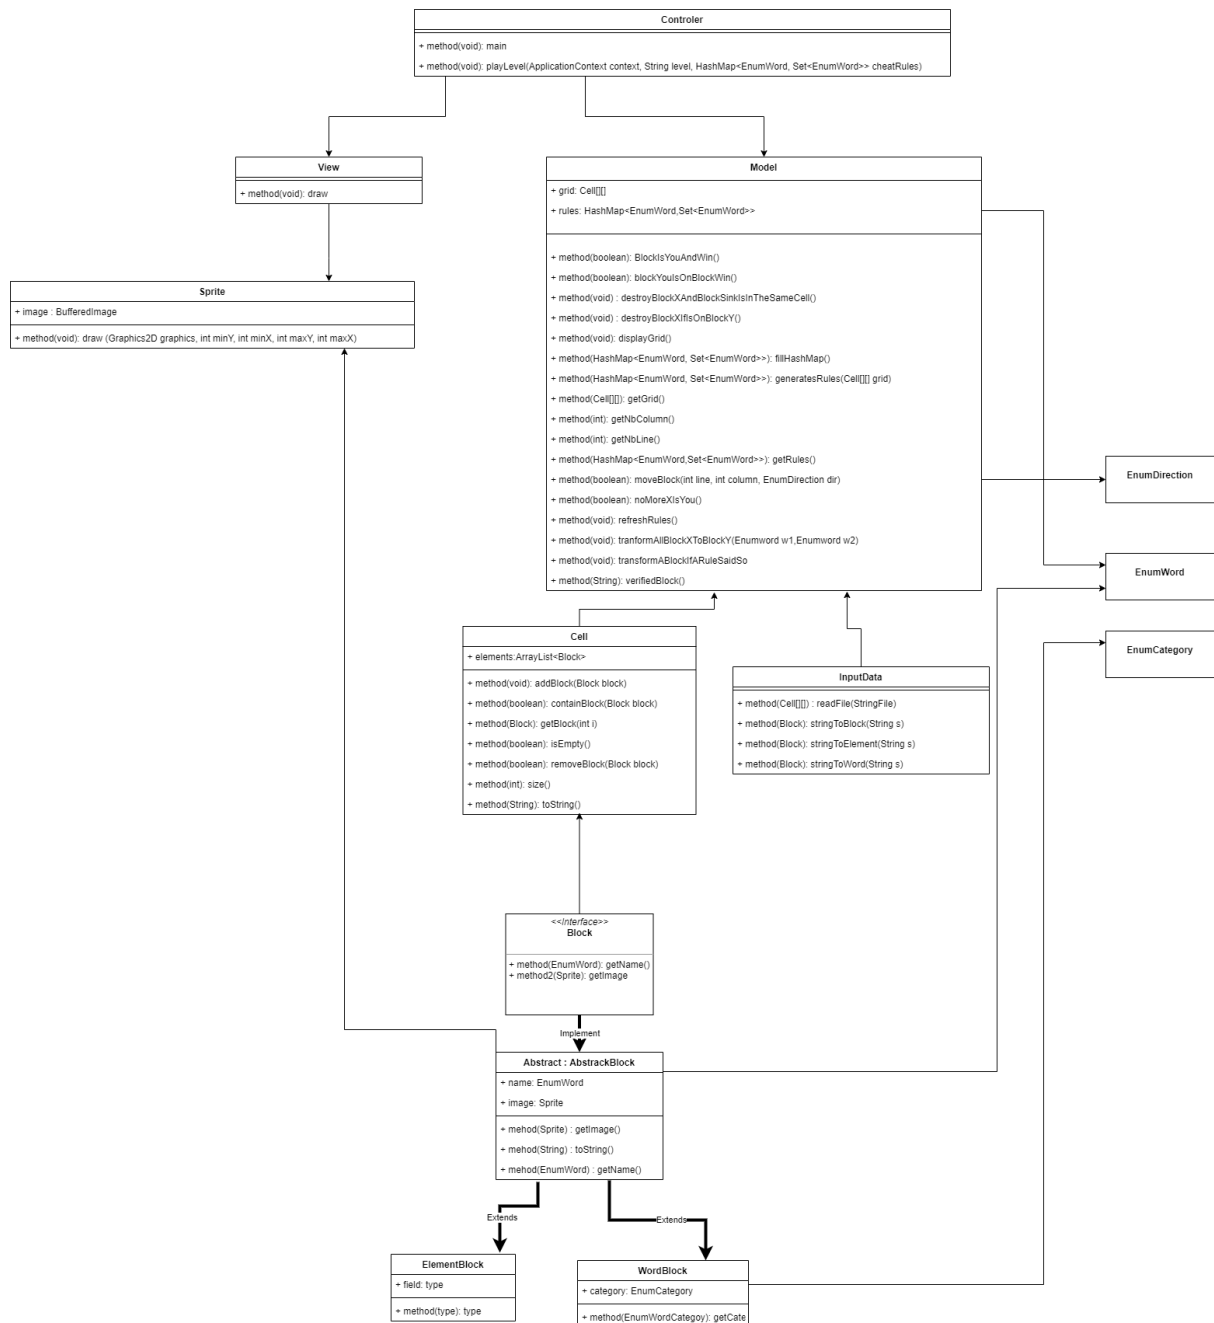 Controler
+ method(void): main
+ method(void): playLevel(ApplicationContext context, String level, HashMap<EnumWord, Set<EnumWord>> cheatRules)
View
+ method(void): draw
Model
+ grid: Cell[][]
+ rules: HashMap<EnumWord,Set<EnumWord>>
+ method(boolean): BlockIsYouAndWin()
+ method(boolean): blockYouIsOnBlockWin()
+ method(void) : destroyBlockXAndBlockSinkIsInTheSameCell()
+ method(void) : destroyBlockXIfIsOnBlockY()
+ method(void): displayGrid()
+ method(HashMap<EnumWord, Set<EnumWord>>): fillHashMap()
+ method(HashMap<EnumWord, Set<EnumWord>>): generatesRules(Cell[][] grid)
+ method(Cell[][]): getGrid()
+ method(int): getNbColumn()
+ method(int): getNbLine()
+ method(HashMap<EnumWord,Set<EnumWord>>): getRules()
+ method(boolean): moveBlock(int line, int column, EnumDirection dir)
+ method(boolean): noMoreXIsYou()
+ method(void): refreshRules()
+ method(void): tranformAllBlockXToBlockY(Enumword w1,Enumword w2)
+ method(void): transformABlockIfARuleSaidSo
+ method(String): verifiedBlock()
Sprite
+ image : BufferedImage
+ method(void): draw (Graphics2D graphics, int minY, int minX, int maxY, int maxX)
EnumDirection
EnumWord
EnumCategory
Cell
+ elements:ArrayList<Block>
+ method(void): addBlock(Block block)
+ method(boolean): containBlock(Block block)
+ method(Block): getBlock(int i)
+ method(boolean): isEmpty()
+ method(boolean): removeBlock(Block block)
+ method(int): size()
+ method(String): toString()
InputData
+ method(Cell[][]) : readFile(StringFile)
+ method(Block): stringToBlock(String s)
+ method(Block): stringToElement(String s)
+ method(Block): stringToWord(String s)
<<interface>>
Block
+ method(EnumWord): getName()
+ method2(Sprite): getImage
Implement
Abstract : AbstrackBlock
+ name: EnumWord
+ image: Sprite
+ mehod(Sprite) : getImage()
+ mehod(String) : toString()
+ mehod(EnumWord) : getName()
Extends
Extends
ElementBlock
+ field: type
+ method(type): type
WordBlock
+ category: EnumCategory
+ method(EnumWordCategoy): getCate